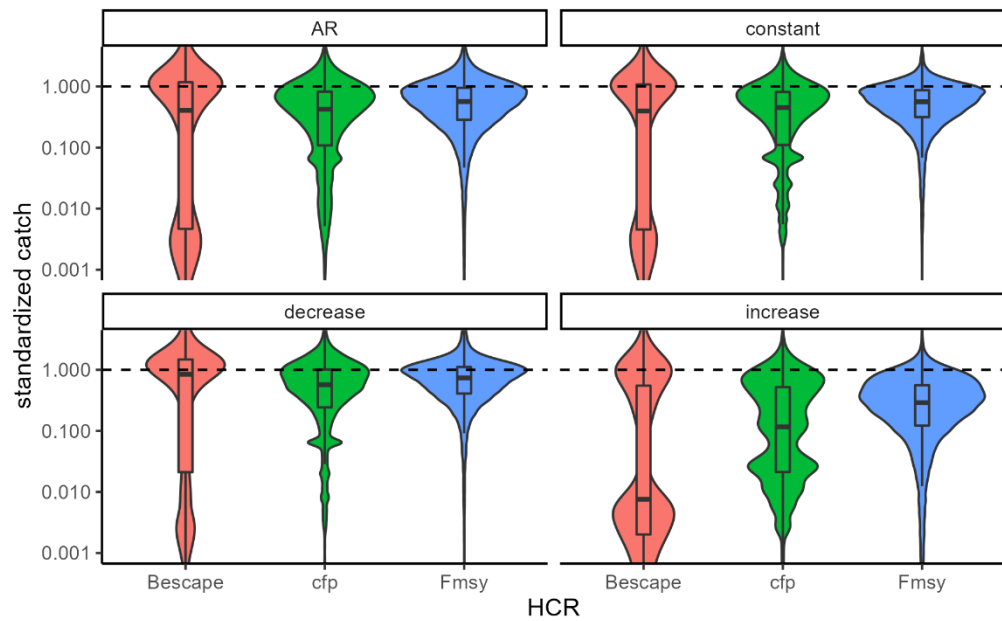 AR
constant
1.000
0.100
0.010
0.001
decrease
increase
1.000
0.100
0.010
0.001
standardized catch
Bescape
cfp
Fmsy
Bescape
cfp
Fmsy
HCR